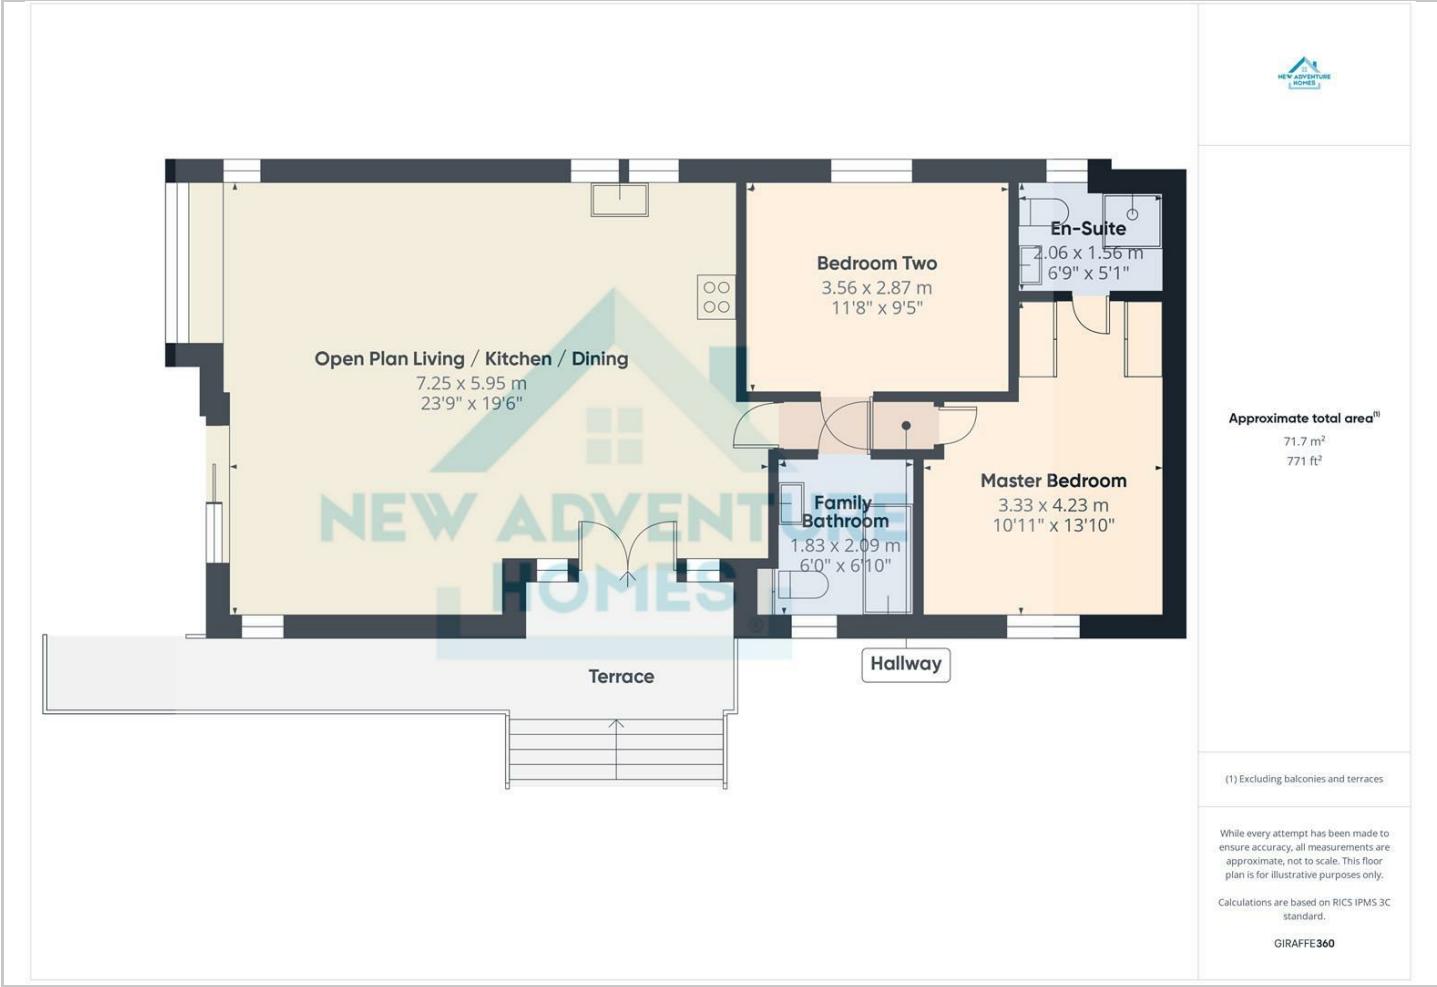 NEW ADVENTURE
HOMES
Open Plan Living / Kitchen / Dining
7.25 x 5.95 m
23'9" x 19'6"
Bedroom Two
3.56 x 2.87 m
11'8" x 9'5"
En-Suite
2.06 x 1.56 m
6'9" x 5'1"
Master Bedroom
3.33 x 4.23 m
10'11" x 13'10"
Family
Bathroom
1.83 x 2.09 m
6'0" x 6'10"
NEW ADVENTURE
HOMES
Hallway
Terrace
Approximate total area(1)
71.7 m²
771 ft²
(1) Excluding balconies and terraces
While every attempt has been made to
ensure accuracy, all measurements are
approximate, not to scale. This floor
plan is for illustrative purposes only.
Calculations are based on RICS IPMS 3C
standard.
GIRAFFE360